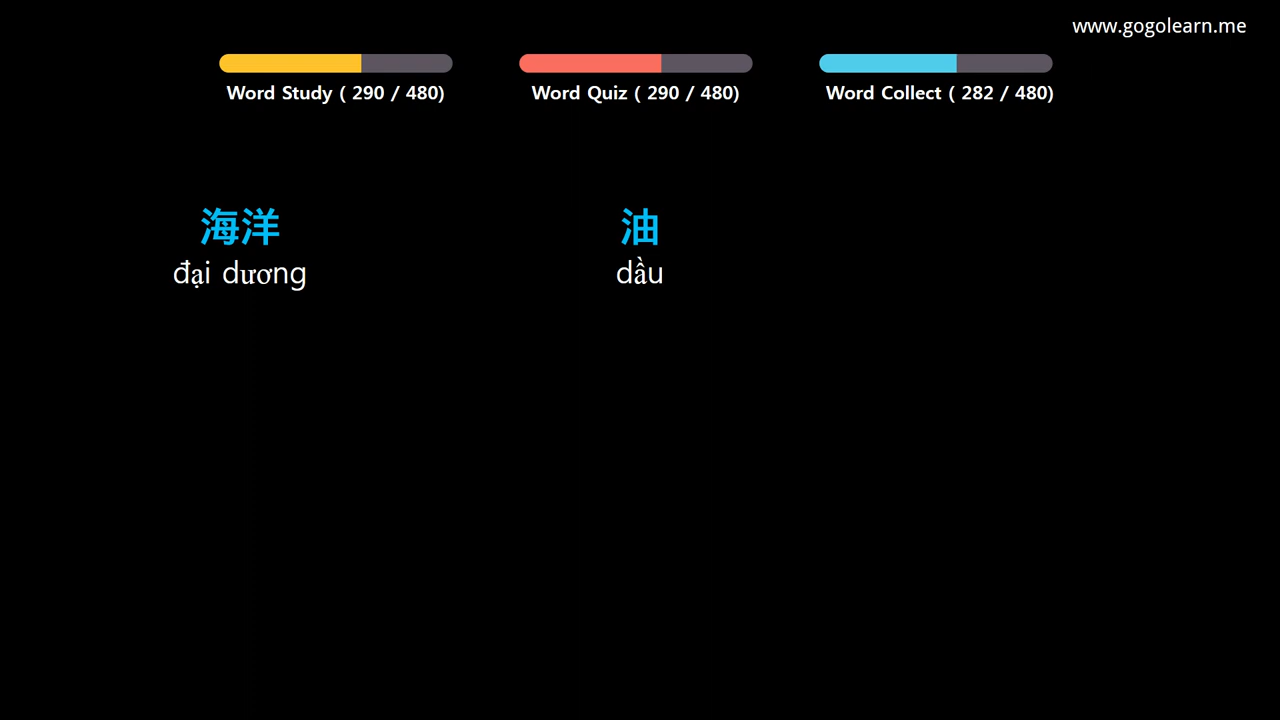 www.gogolearn.me
Word Study ( 290 / 480)
Word Quiz ( 290 / 480)
Word Collect ( 282 / 480)
海洋
đại dương
油
dầu